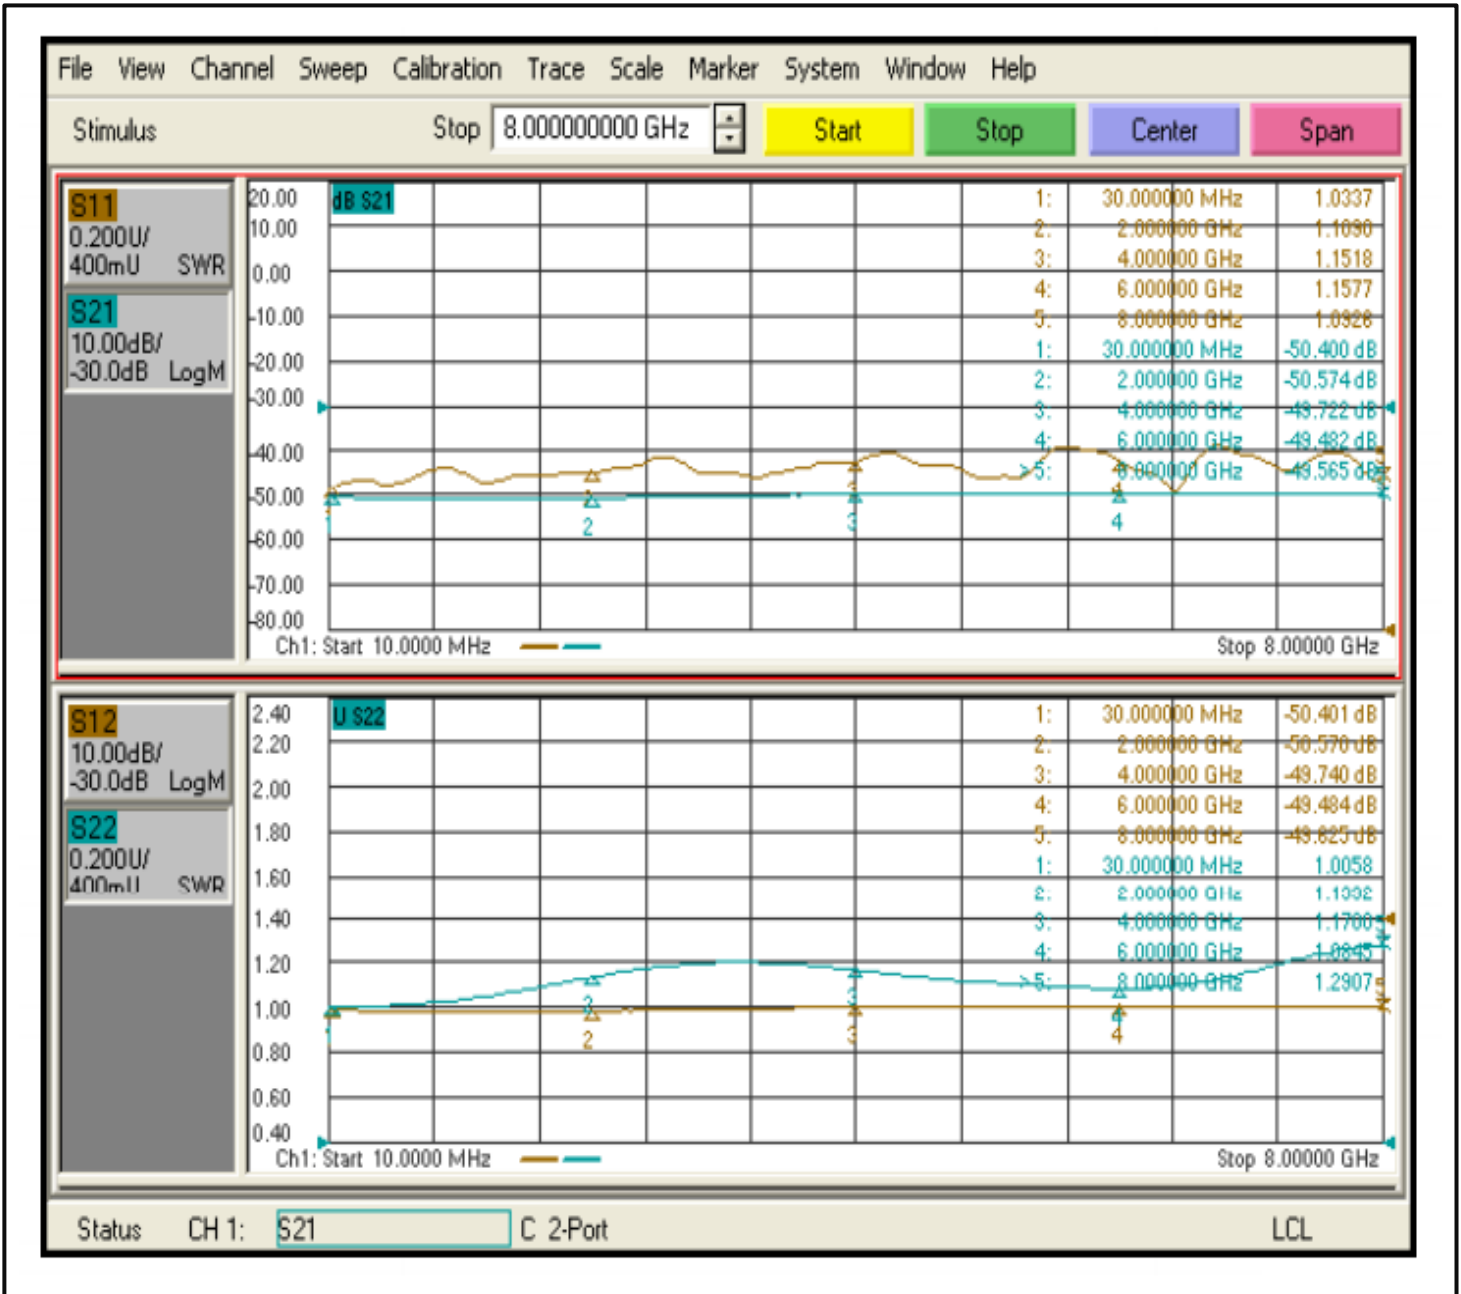 File View Channel Sweep Calibration Trace Scale Marker System Window Help
Stimulus Stop 8.000000000 GHz Start Stop Center Span
S11
0.200U/
400mU SWR
S21
10.00dB/
-30.0dB LogM
20.00
10.00
0.00
-10.00
-20.00
-30.00
-40.00
-50.00
-60.00
-70.00
-80.00
dB S21
1: 30.000000 MHz 1.0337
2: 2.000000 GHz 1.1090
3: 4.000000 GHz 1.1518
4: 6.000000 GHz 1.1577
5: 8.000000 GHz 1.0926
1: 30.000000 MHz -50.400 dB
2: 2.000000 GHz -50.574 dB
3: 4.000000 GHz -49.722 dB
4: 6.000000 GHz -49.482 dB
>5: 8.000000 GHz -49.565 dB
2 3 4
Ch1: Start 10.0000 MHz Stop 8.00000 GHz
S12
10.00dB/
-30.0dB LogM
S22
0.200U/
400mU SWR
2.40
2.20
2.00
1.80
1.60
1.40
1.20
1.00
0.80
0.60
0.40
U S22
1: 30.000000 MHz -50.401 dB
2: 2.000000 GHz -50.570 dB
3: 4.000000 GHz -49.740 dB
4: 6.000000 GHz -49.484 dB
5: 8.000000 GHz -49.625 dB
1: 30.000000 MHz 1.0058
2: 2.000000 GHz
3: 4.000000 GHz 1.1700
4: 6.000000 GHz 1.0845
>5: 8.000000 GHz 1.2907
2 3 4
Ch1: Start 10.0000 MHz Stop 8.00000 GHz
Status CH 1: S21 C 2-Port LCL